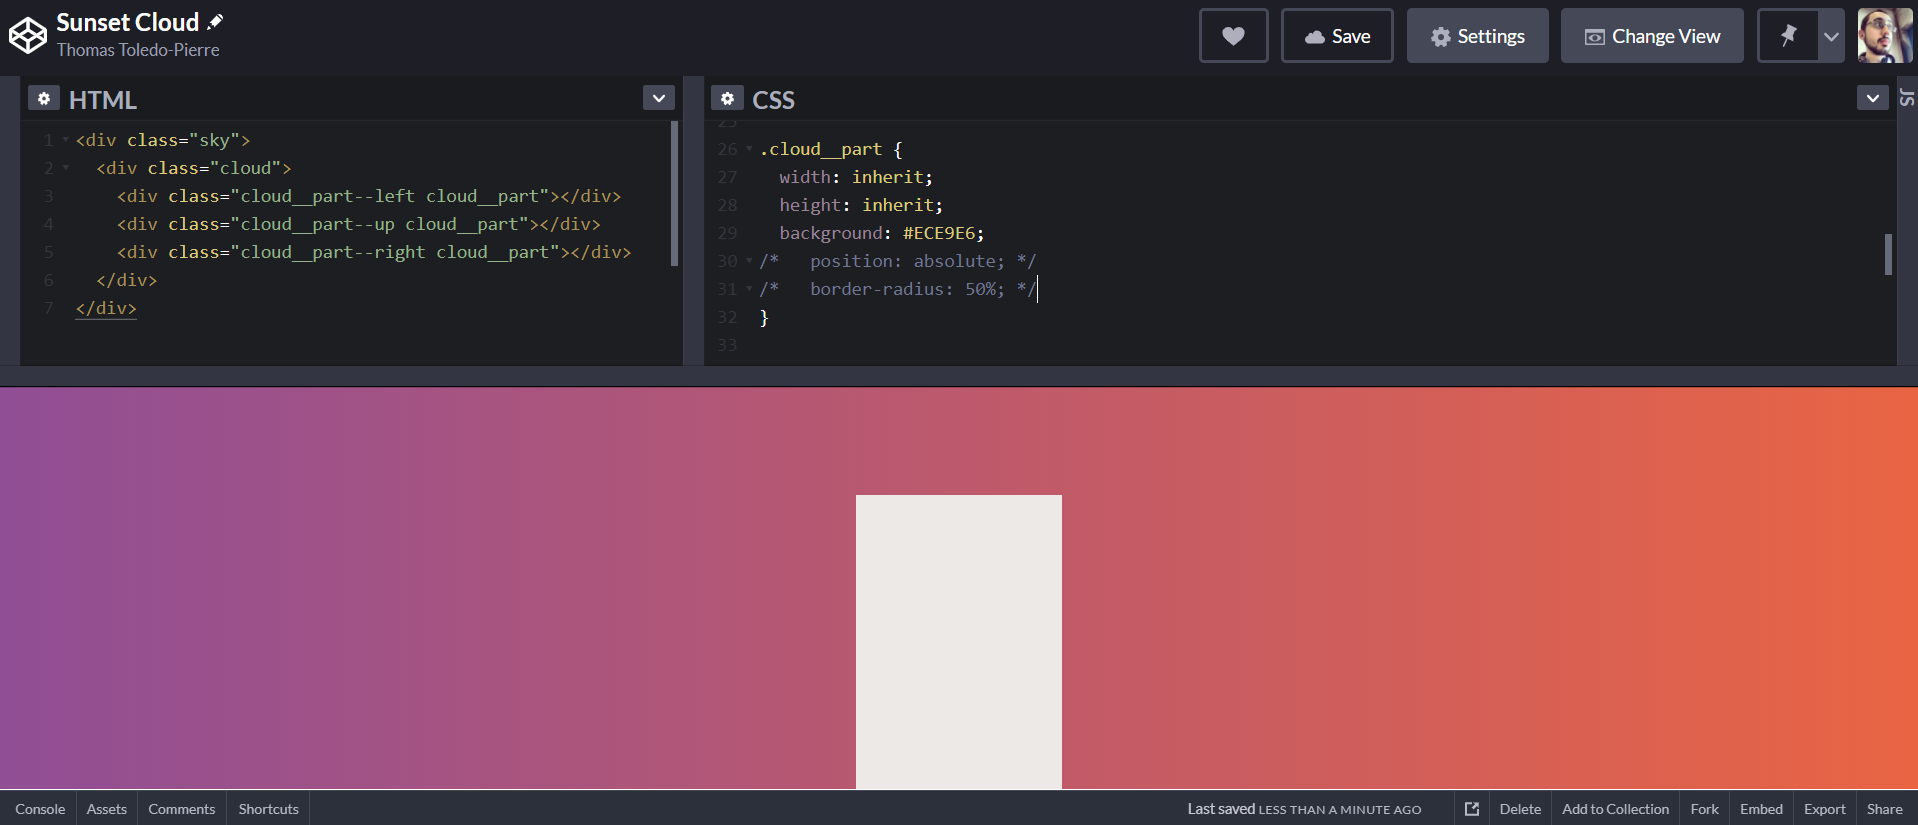 Sunset Cloud
Thomas Toledo-Pierre
Save
Settings
Change View
HTML
1 <div class="sky">
2 <div class="cloud">
3 <div class="cloud__part--left cloud__part"></div>
4 <div class="cloud__part--up cloud__part"></div>
5 <div class="cloud__part--right cloud__part"></div>
6 </div>
7 </div>
CSS
25
26 .cloud__part {
27 width: inherit;
28 height: inherit;
29 background: #ECE9E6;
30 /* position: absolute; */
31 /* border-radius: 50%; */
32 }
33
JS
Console Assets Comments Shortcuts
Last saved LESS THAN A MINUTE AGO
Delete Add to Collection Fork Embed Export Share